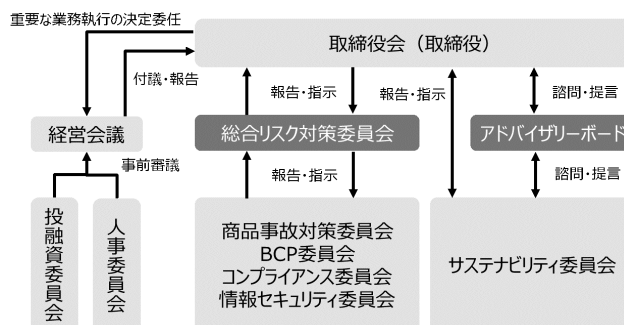 重要な業務執行の決定委任
取締役会（取締役）
付議・報告
報告・指示
報告・指示
諮問・提言
経営会議
総合リスク対策委員会
アドバイザリーボード
事前審議
報告・指示
諮問・提言
投融資委員会
人事委員会
商品事故対策委員会
BCP委員会
コンプライアンス委員会
情報セキュリティ委員会
サステナビリティ委員会